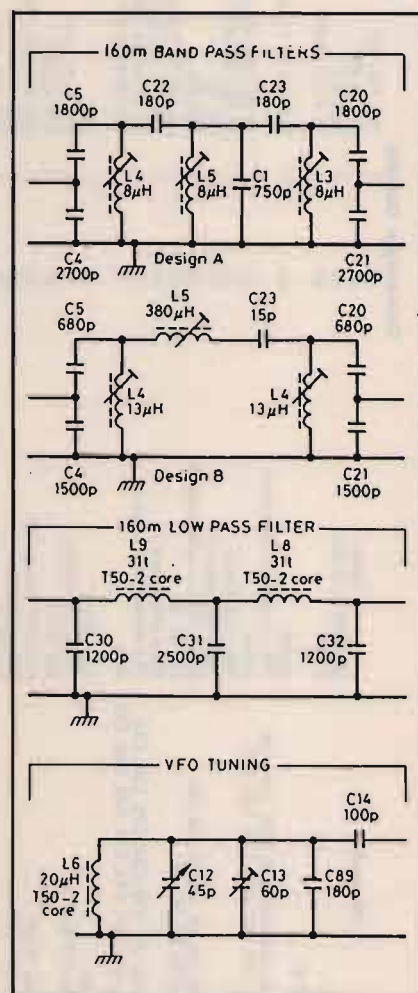 160m BAND PASS FILTERS
C5
1800p
C22
180p
C23
180p
C20
1800p
L4
8µH
L5
8µH
C1
750p
L3
8µH
C4
2700p
Design A
C21
2700p
C5
680p
L5
380µH
C23
15p
C20
680p
L4
13µH
L4
13µH
C4
1500p
Design B
C21
1500p
160m LOW PASS FILTER
L9
31t
T50-2 core
L8
31t
T50-2 core
C30
1200p
C31
2500p
C32
1200p
VFO TUNING
C14
100p
L6
20µH
T50-2
core
C12
45p
C13
60p
C89
180p